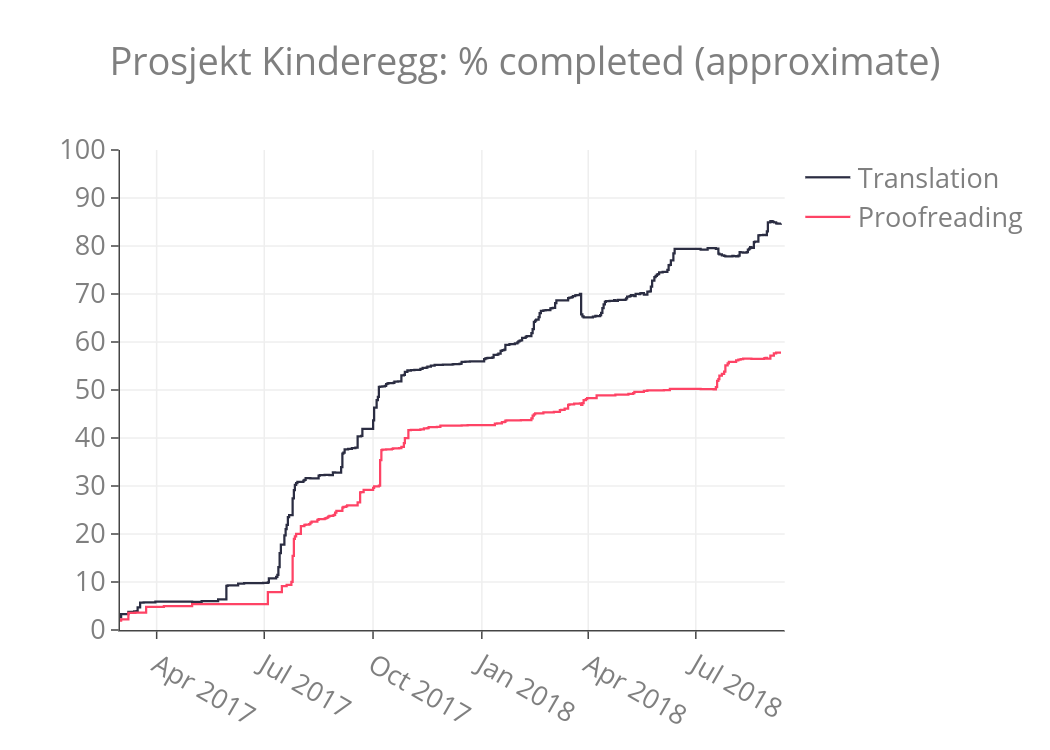 Prosjekt Kinderegg: % completed (approximate)
100
90
80
70
60
50
40
30
20
10
0
Translation
Proofreading
Apr 2017
Jul 2017
Oct 2017
Jan 2018
Apr 2018
Jul 2018